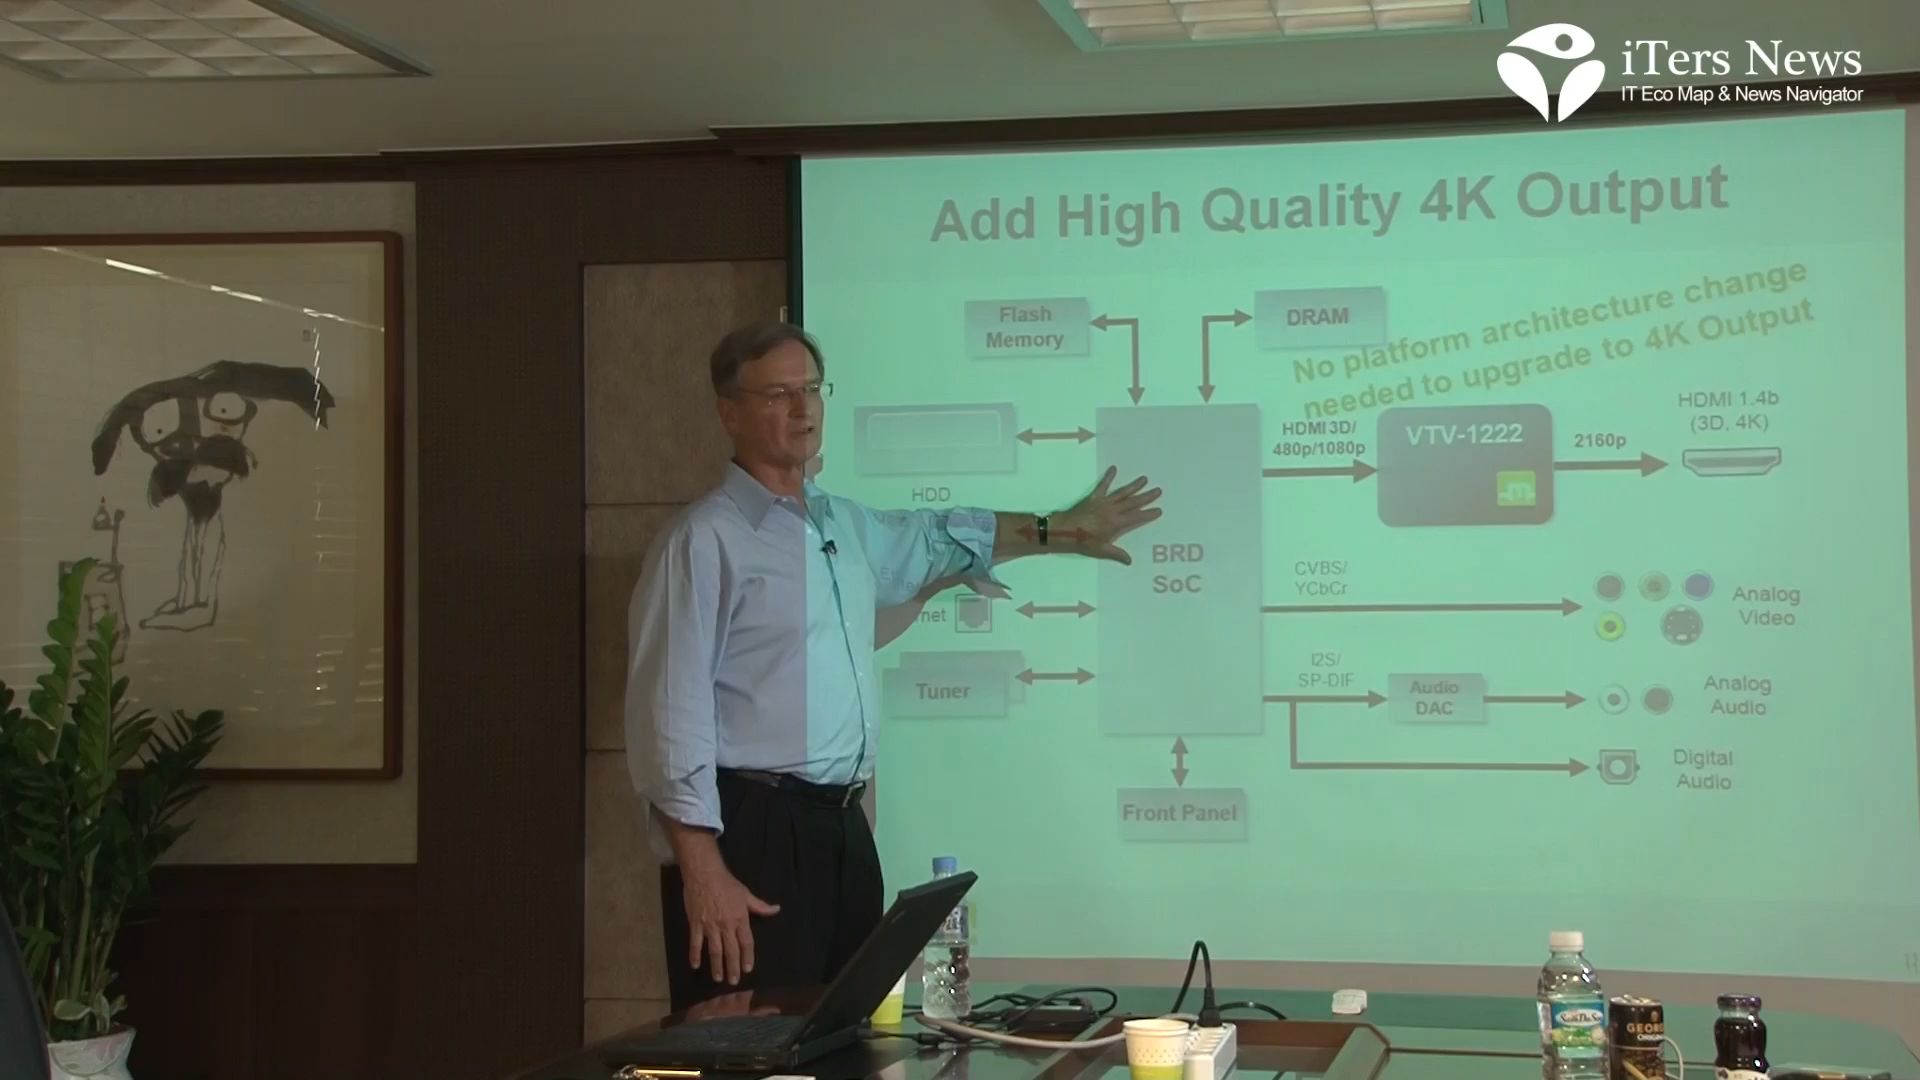 iTers News
IT Eco Map & News Navigator
Add High Quality 4K Output
No platform architecture change
needed to upgrade to 4K Output
Flash
Memory
DRAM
HDMI 1.4b
(3D, 4K)
HDMI 3D/
480p/1080p
VTV-1222
2160p
HDD
BRD
SoC
CVBS/
YCbCr
Analog
Video
net
Tuner
I2S/
SP-DIF
Audio
DAC
Analog
Audio
Digital
Audio
Front Panel
GEORG